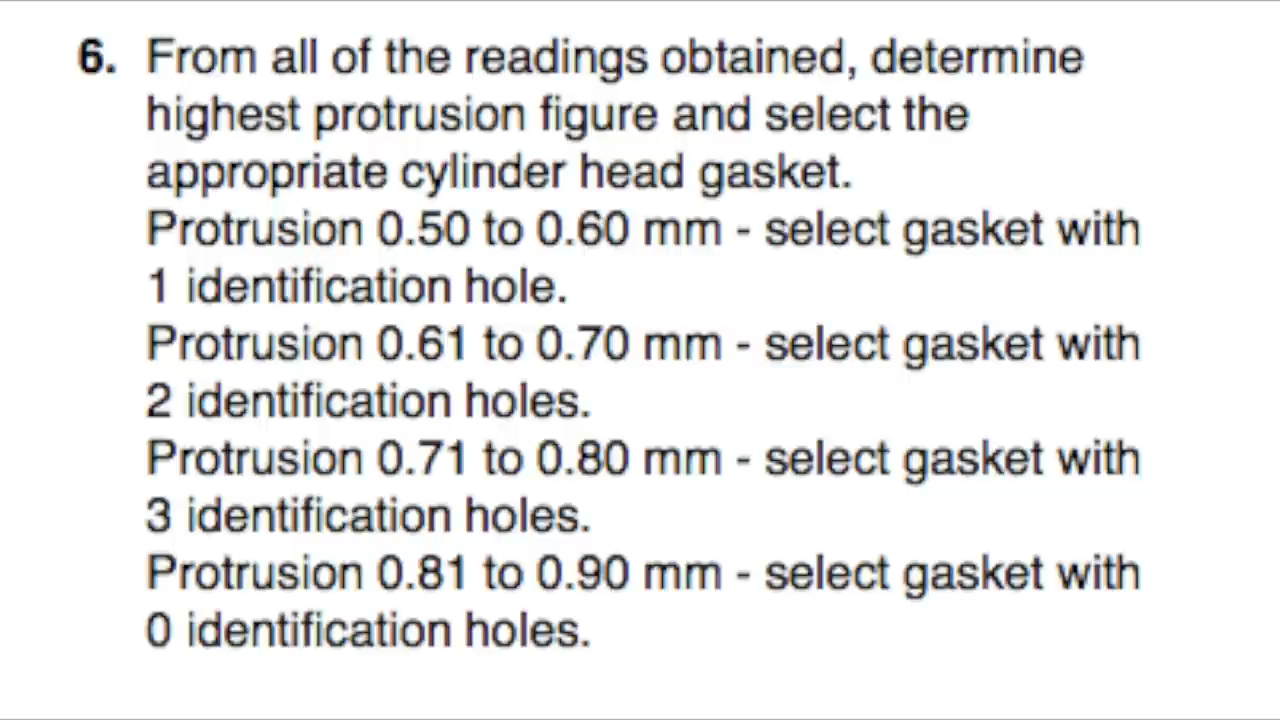 6. From all of the readings obtained, determine
highest protrusion figure and select the
appropriate cylinder head gasket.
Protrusion 0.50 to 0.60 mm - select gasket with
1 identification hole.
Protrusion 0.61 to 0.70 mm - select gasket with
2 identification holes.
Protrusion 0.71 to 0.80 mm - select gasket with
3 identification holes.
Protrusion 0.81 to 0.90 mm - select gasket with
0 identification holes.